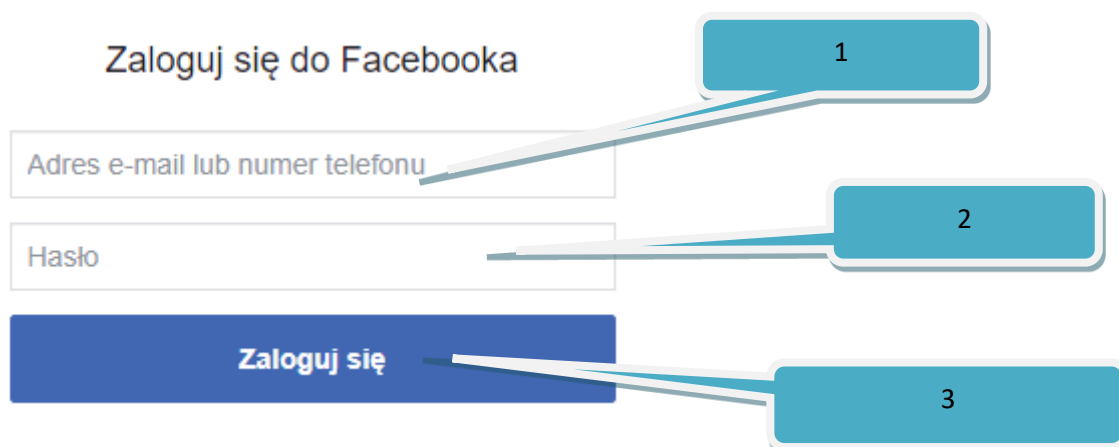 Zaloguj się do Facebooka
1
Adres e-mail lub numer telefonu
2
Hasło
Zaloguj się
3